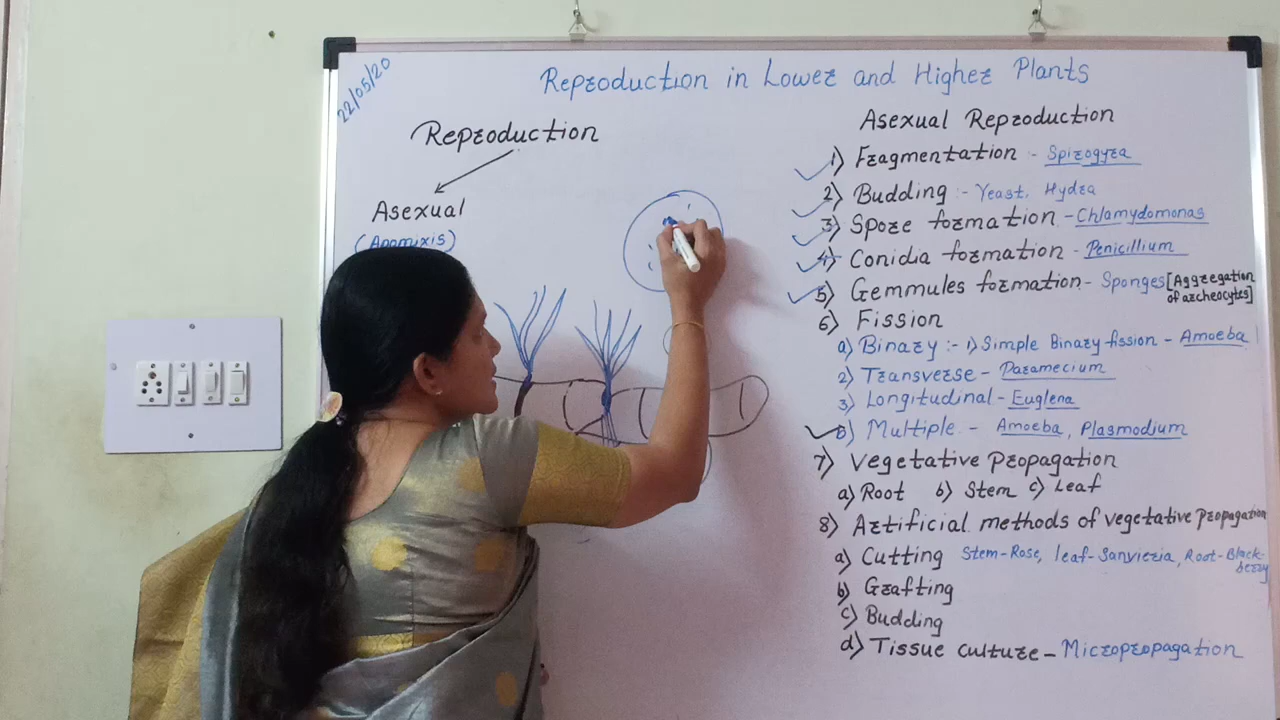 22/05/20
Reproduction in Lower and Higher Plants
Reproduction
Asexual
(Apomixis)
Asexual Reproduction
1) Fragmentation :- Spirogyra
2) Budding :- Yeast, Hydra
3) Spore formation - Chlamydomonas
4) Conidia formation - Penicillium
5) Gemmules formation - Sponges [Aggregation
of archeocytes]
6) Fission
a) Binary :- 1) Simple Binary fission - Amoeba
2) Transverse - Paramecium
3) Longitudinal - Euglena
b) Multiple - Amoeba, Plasmodium
7) Vegetative Propagation
a) Root b) Stem c) Leaf
8) Artificial methods of vegetative propagation
a) Cutting Stem-Rose, leaf-Sanvieria, Root-Black-
berry
b) Grafting
c) Budding
d) Tissue culture - Micropropagation